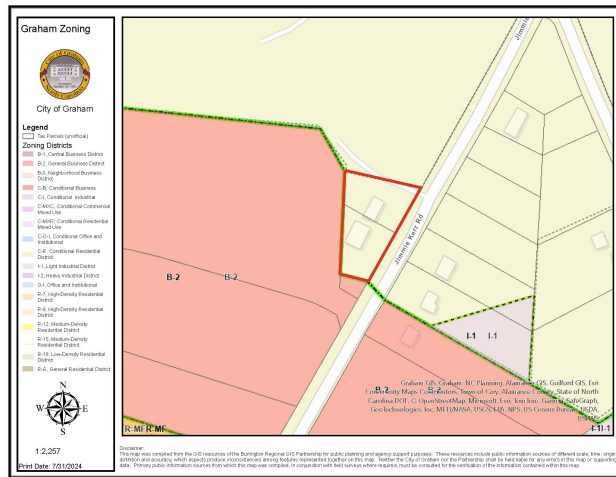 Graham Zoning
City of Graham
North Carolina
City of Graham
Legend
Tax Parcels (unofficial)
Zoning Districts
B-1, Central Business District
B-2, General Business District
B-3, Neighborhood Business
District
C-B, Conditional Business
C-I, Conditional Industrial
C-MXC, Conditional Commercial
Mixed Use
C-MXR, Conditional Residential
Mixed Use
C-O-I, Conditional Office and
Institutional
C-R, Conditional Residential
District
I-1, Light Industrial District
I-2, Heavy Industrial District
O-I, Office and Institutional
R-7, High-Density Residential
District
R-9, High-Density Residential
District
R-12, Medium-Density
Residential District
R-15, Medium-Density
Residential District
R-18, Low-Density Residential
District
R-G, General Residential District
N
W E
S
1:2,257
Print Date: 7/31/2024
Jimmie
Jimmie Kerr Rd
B-2 B-2
I-1 I-1
B-2 B-2
R-MF R-MF
I-1 I-1
Graham GIS, Graham, NC Planning, Alamance GIS, Guilford GIS, Esri
Community Maps Contributors, Town of Cary, Alamance County, State of North
Carolina DOT, © OpenStreetMap, Microsoft, Esri, TomTom, Garmin, SafeGraph,
GeoTechnologies, Inc, METI/NASA, USGS, EPA, NPS, US Census Bureau, USDA,
USFWS
Disclaimer:
This map was compiled from the GIS resources of the Burlington Regional GIS Partnership for public planning and agency support purposes. These resources include public information sources of different scale, time, origin,
definition and accuracy, which aspects produce inconsistencies among features represented together on this map. Neither the City of Graham nor the Partnership shall be held liable for any errors in this map or supporting
data. Primary public information sources from which this map was compiled, in conjunction with field surveys where required, must be consulted for the verification of the information contained within this map.